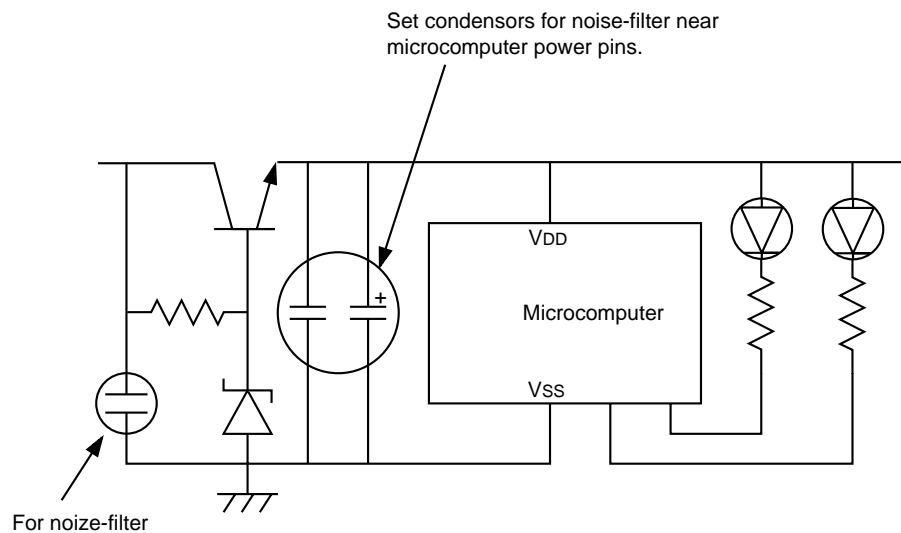 Set condensors for noise-filter near
microcomputer power pins.
VDD
+
Microcomputer
VSS
For noize-filter